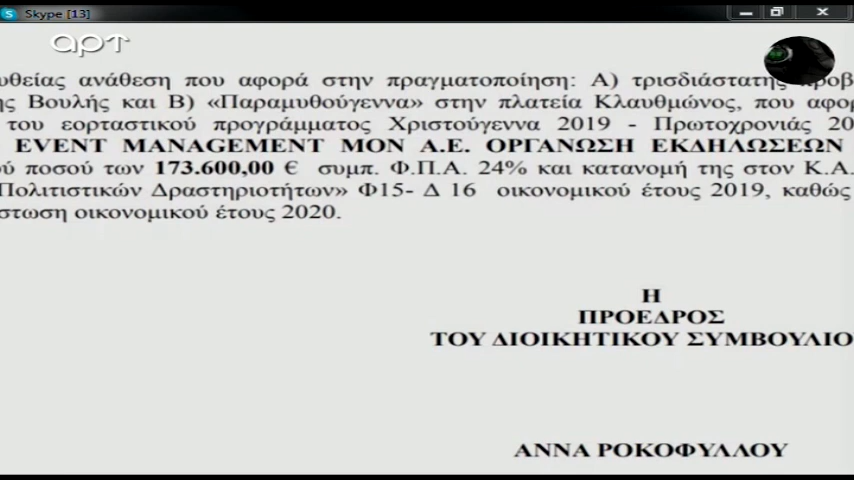 Skype [13]
αρτ
υθείας ανάθεση που αφορά στην πραγματοποίηση: Α) τρισδιάστατης προβ
ης Βουλής και Β) «Παραμυθούγεννα» στην πλατεία Κλαυθμώνος, που αφορ
του εορταστικού προγράμματος Χριστούγεννα 2019 - Πρωτοχρονιάς 20
EVENT MANAGEMENT ΜΟΝ Α.Ε. ΟΡΓΑΝΩΣΗ ΕΚΔΗΛΩΣΕΩΝ
ού ποσού των 173.600,00 € συμπ. Φ.Π.Α. 24% και κατανομή της στον Κ.Α.
Πολιτιστικών Δραστηριοτήτων» Φ15- Δ 16 οικονομικού έτους 2019, καθώς
στωση οικονομικού έτους 2020.
Η
ΠΡΟΕΔΡΟΣ
ΤΟΥ ΔΙΟΙΚΗΤΙΚΟΥ ΣΥΜΒΟΥΛΙΟ
ΑΝΝΑ ΡΟΚΟΦΥΛΛΟΥ